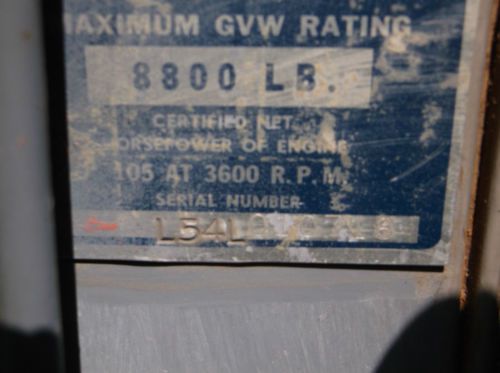 MAXIMUM GVW RATING
8800 LB.
CERTIFIED NET
HORSEPOWER OF ENGINE
105 AT 3600 R.P.M.
SERIAL NUMBER